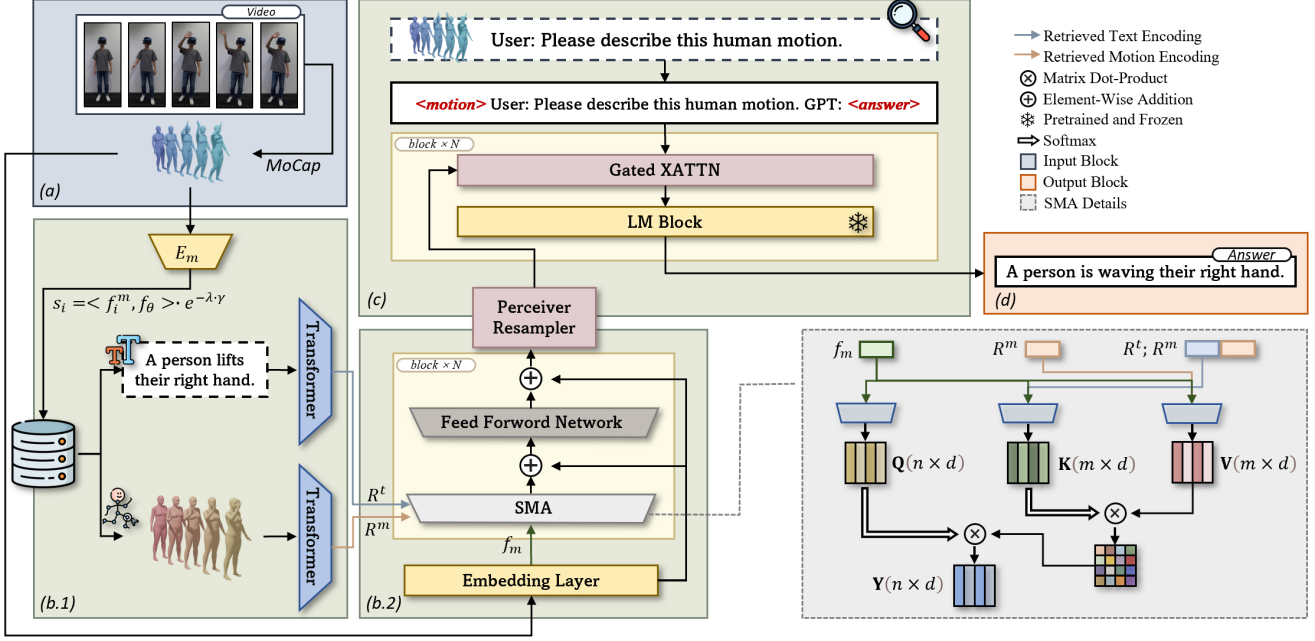 Video
MoCap
(a)
E_m
s_i =< f_i^m, f_θ >· e^{-λ·γ}
A person lifts
their right hand.
Transformer
Transformer
(b.1)
R^t
R^m
User: Please describe this human motion.
<motion> User: Please describe this human motion. GPT: <answer>
block × N
Gated XATTN
LM Block
(c)
Perceiver
Resampler
block × N
Feed Forword Network
SMA
f_m
Embedding Layer
(b.2)
Retrieved Text Encoding
Retrieved Motion Encoding
Matrix Dot-Product
Element-Wise Addition
Pretrained and Frozen
Softmax
Input Block
Output Block
SMA Details
Answer
A person is waving their right hand.
(d)
f_m
R^m
R^t; R^m
Q(n × d)
K(m × d)
V(m × d)
Y(n × d)